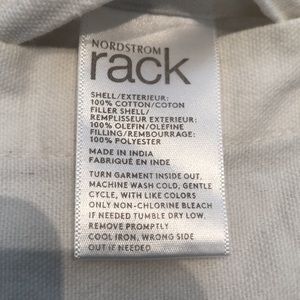 NORDSTROM
rack
SHELL/EXTERIEUR:
100% COTTON/COTON
FILLER SHELL/
REMPLISSEUR EXTERIEUR:
100% OLEFIN/OLÉFINE
FILLING/REMBOURRAGE:
100% POLYESTER
MADE IN INDIA
FABRIQUÉ EN INDE
TURN GARMENT INSIDE OUT.
MACHINE WASH COLD, GENTLE
CYCLE, WITH LIKE COLORS
ONLY NON-CHLORINE BLEACH
IF NEEDED TUMBLE DRY LOW.
REMOVE PROMPTLY
COOL IRON, WRONG SIDE
OUT IF NEEDED